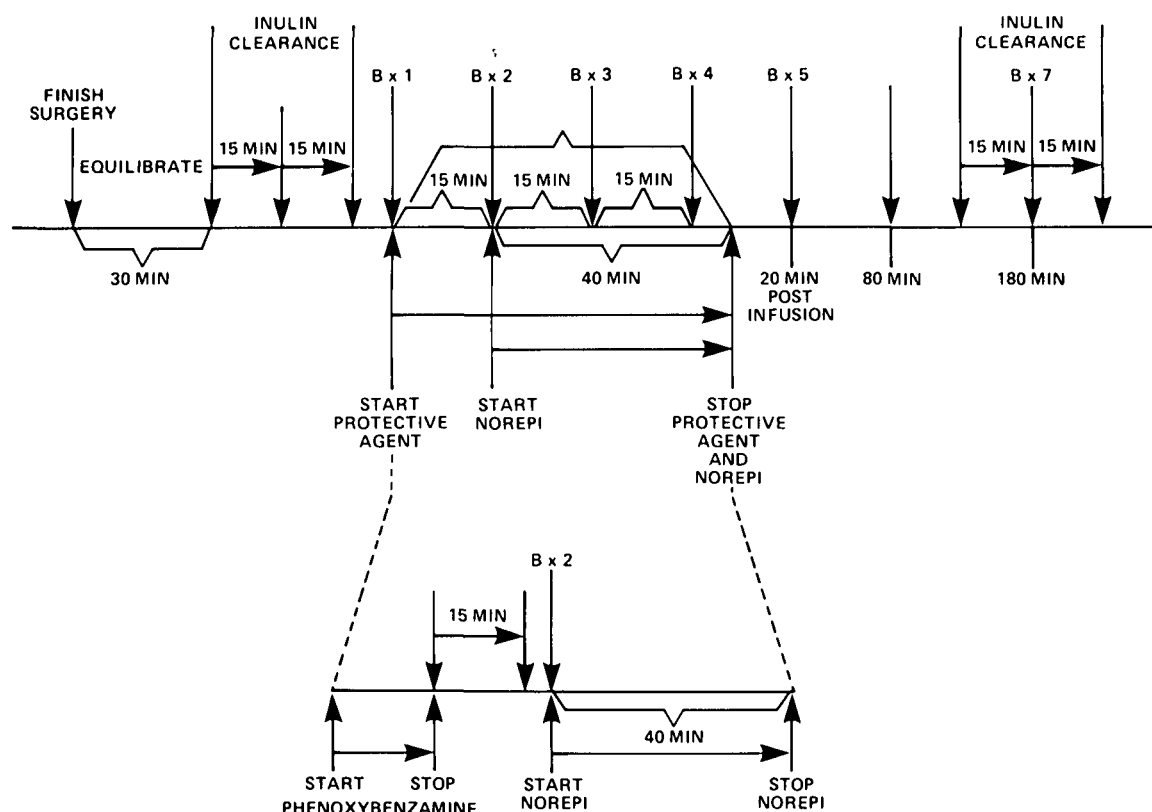 INULIN
CLEARANCE
INULIN
CLEARANCE
B x 1
B x 2
B x 3
B x 4
B x 5
B x 7
FINISH
SURGERY
EQUILIBRATE
15 MIN
15 MIN
15 MIN
15 MIN
15 MIN
15 MIN
15 MIN
30 MIN
40 MIN
20 MIN
POST
INFUSION
80 MIN
180 MIN
START
PROTECTIVE
AGENT
START
NOREPI
STOP
PROTECTIVE
AGENT
AND
NOREPI
B x 2
15 MIN
40 MIN
START
STOP
PHENOXYBENZAMINE
START
NOREPI
STOP
NOREPI